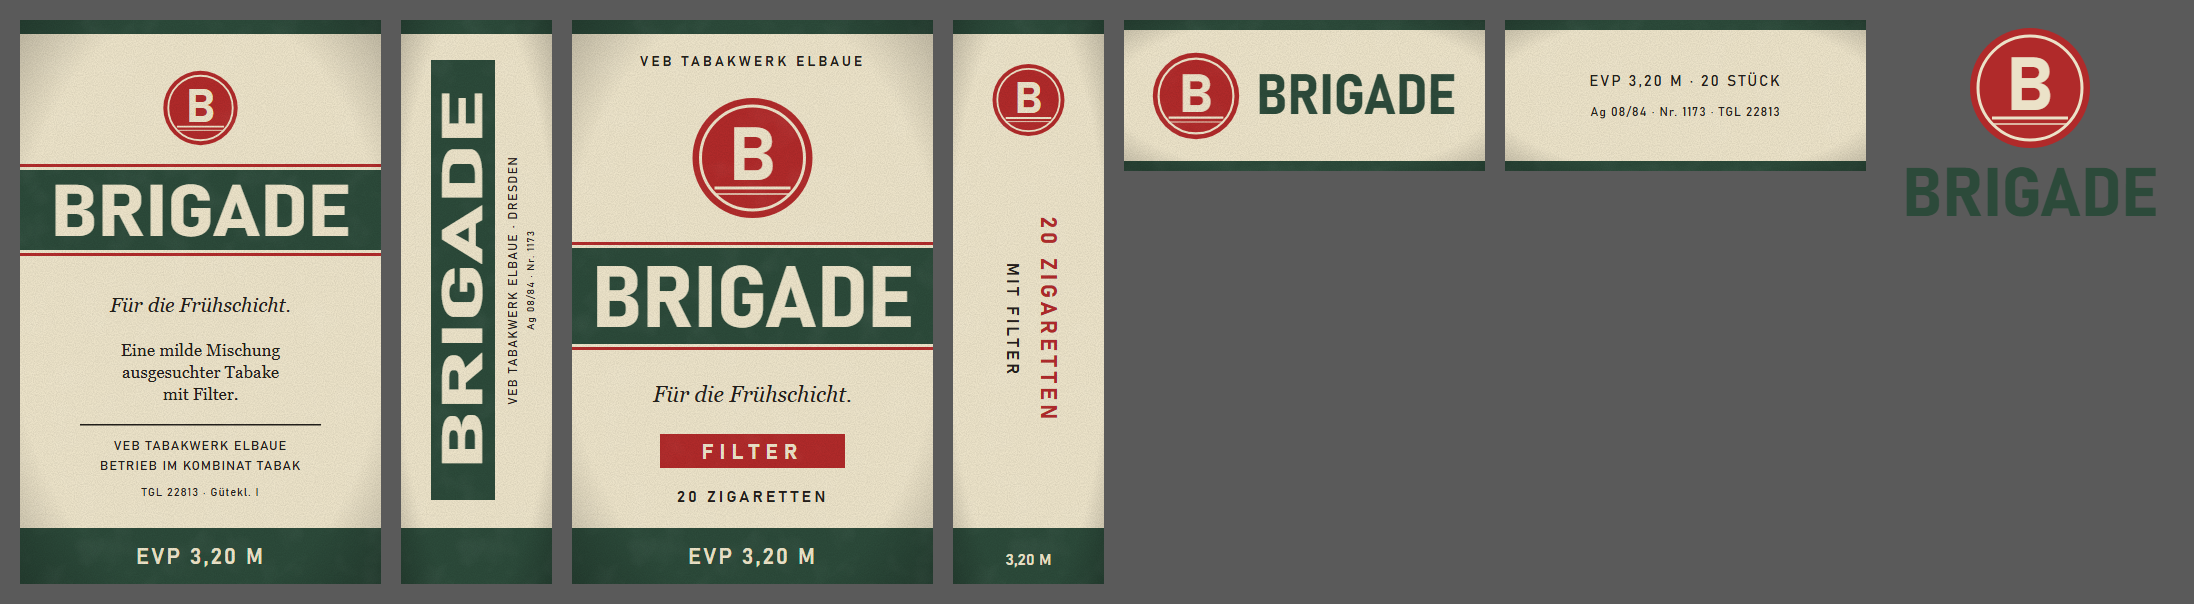 B
BRIGADE
Für die Frühschicht.
Eine milde Mischung
ausgesuchter Tabake
mit Filter.
VEB TABAKWERK ELBAUE
BETRIEB IM KOMBINAT TABAK
TGL 22813 · Gütekl. I
EVP 3,20 M
BRIGADE
VEB TABAKWERK ELBAUE · DRESDEN
Ag 08/84 · Nr. 1173
VEB TABAKWERK ELBAUE
B
BRIGADE
Für die Frühschicht.
FILTER
20 ZIGARETTEN
EVP 3,20 M
B
20 ZIGARETTEN
MIT FILTER
3,20 M
B
BRIGADE
EVP 3,20 M · 20 STÜCK
Ag 08/84 · Nr. 1173 · TGL 22813
B
BRIGADE